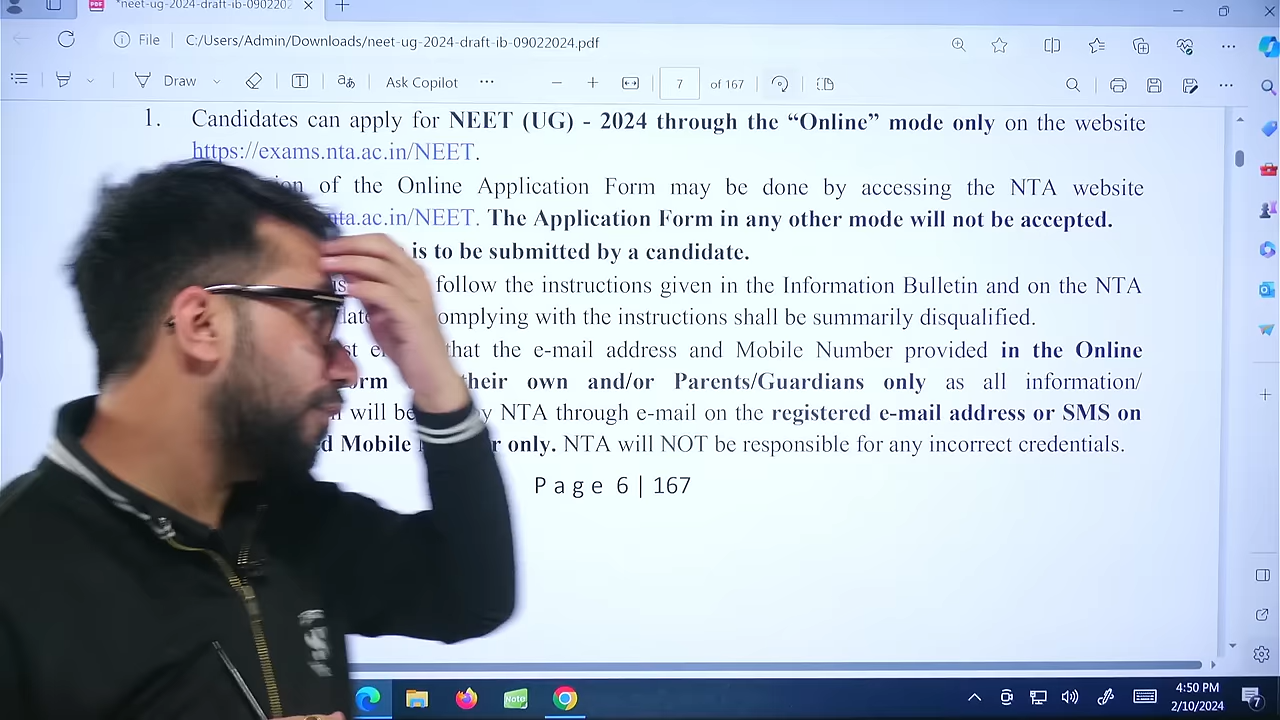 *neet-ug-2024-draft-ib-090220
File C:/Users/Admin/Downloads/neet-ug-2024-draft-ib-09022024.pdf
Draw Ask Copilot 7 of 167
1. Candidates can apply for NEET (UG) - 2024 through the “Online” mode only on the website
https://exams.nta.ac.in/NEET.
of the Online Application Form may be done by accessing the NTA website
nta.ac.in/NEET. The Application Form in any other mode will not be accepted.
is to be submitted by a candidate.
follow the instructions given in the Information Bulletin and on the NTA
complying with the instructions shall be summarily disqualified.
that the e-mail address and Mobile Number provided in the Online
their own and/or Parents/Guardians only as all information/
will be by NTA through e-mail on the registered e-mail address or SMS on
Mobile only. NTA will NOT be responsible for any incorrect credentials.
Page 6 | 167
Note
4:50 PM
2/10/2024
7